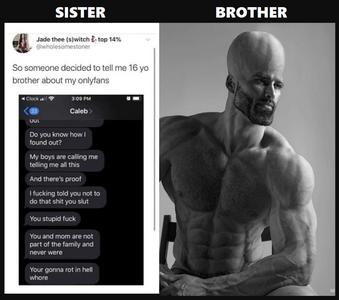 SISTER
BROTHER
Jade thee (s)witch top 14%
@wholesomestoner
So someone decided to tell me 16 yo
brother about my onlyfans
Clock
3:09 PM
Caleb
out
Do you know how I
found out?
My boys are calling me
telling me all this
And there's proof
I fucking told you not to
do that shit you slut
You stupid fuck
You and mom are not
part of the family and
never were
Your gonna rot in hell
whore